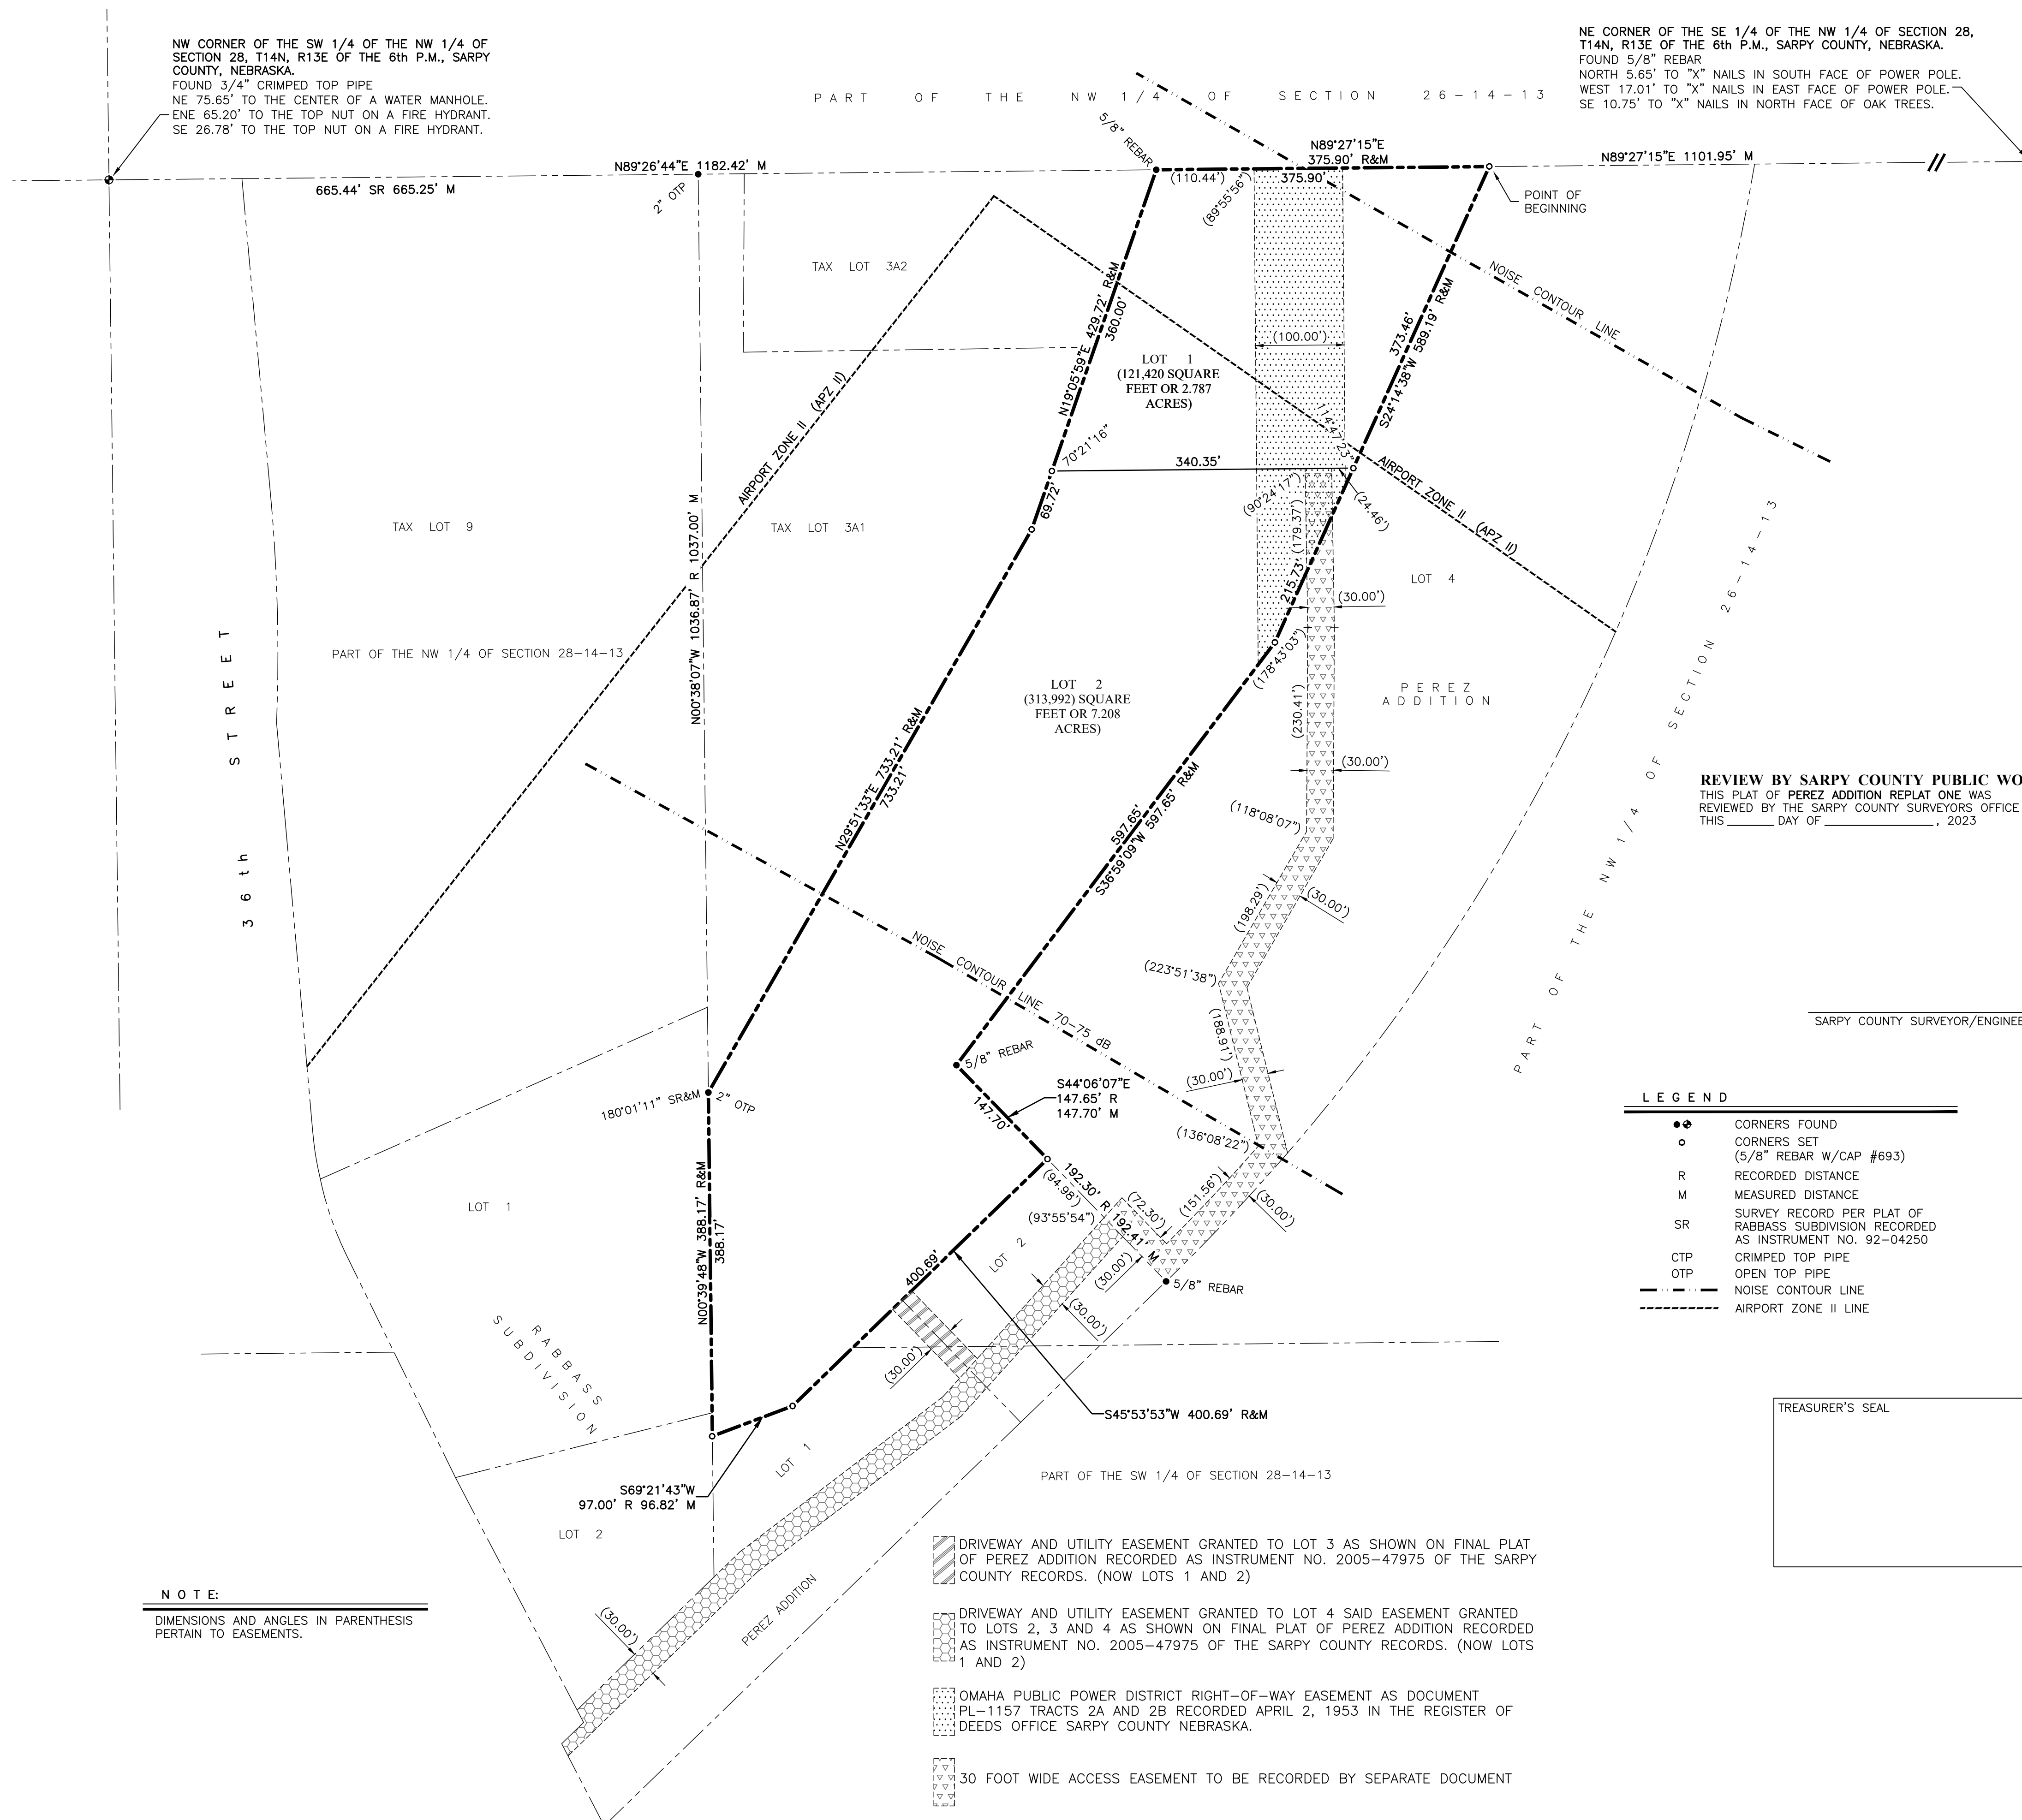 NW CORNER OF THE SW 1/4 OF THE NW 1/4 OF
SECTION 28, T14N, R13E OF THE 6th P.M., SARPY
COUNTY, NEBRASKA.
FOUND 3/4" CRIMPED TOP PIPE
NE 75.65' TO THE CENTER OF A WATER MANHOLE.
ENE 65.20' TO THE TOP NUT ON A FIRE HYDRANT.
SE 26.78' TO THE TOP NUT ON A FIRE HYDRANT.
NE CORNER OF THE SE 1/4 OF THE NW 1/4 OF SECTION 28,
T14N, R13E OF THE 6th P.M., SARPY COUNTY, NEBRASKA.
FOUND 5/8" REBAR
NORTH 5.65' TO "X" NAILS IN SOUTH FACE OF POWER POLE.
WEST 17.01' TO "X" NAILS IN EAST FACE OF POWER POLE.
SE 10.75' TO "X" NAILS IN NORTH FACE OF OAK TREES.
PART OF THE NW 1/4 OF SECTION 26-14-13
5/8" REBAR
N89°26'44"E 1182.42' M
665.44' SR 665.25' M
2" OTP
N89°27'15"E
375.90' R&M
375.90'
(110.44')
(89°55'56")
N89°27'15"E 1101.95' M
POINT OF
BEGINNING
TAX LOT 3A2
NOISE CONTOUR LINE
N19°05'59"E 429.72' R&M
360.00'
(100.00')
373.46'
S24°14'38"W 589.19' R&M
LOT 1
(121,420 SQUARE
FEET OR 2.787
ACRES)
AIRPORT ZONE II (APZ II)
114°47'23"
70°21'16"
340.35'
AIRPORT ZONE II (APZ II)
69.72'
(90°24'17")
(179.37')
(24.46')
TAX LOT 9
TAX LOT 3A1
N00°38'07"W 1036.87' R 1037.00' M
LOT 4
215.73'
(30.00')
(178°43'03")
36th STREET
PART OF THE NW 1/4 OF SECTION 28-14-13
LOT 2
(313,992) SQUARE
FEET OR 7.208
ACRES)
PEREZ
ADDITION
(230.41')
(30.00')
PART OF THE NW 1/4 OF SECTION 26-14-13
N29°51'33"E 733.21' R&M
733.21'
597.65'
S36°59'09"W 597.65' R&M
REVIEW BY SARPY COUNTY PUBLIC WO
THIS PLAT OF PEREZ ADDITION REPLAT ONE WAS
REVIEWED BY THE SARPY COUNTY SURVEYORS OFFICE
THIS ____ DAY OF ____, 2023
(118°08'07")
(198.29')
(30.00')
NOISE CONTOUR LINE 70-75 dB
(223°51'38")
(188.91')
SARPY COUNTY SURVEYOR/ENGINEE
5/8" REBAR
(30.00')
S44°06'07"E
147.65' R
147.70' M
147.70'
180°01'11" SR&M
2" OTP
(136°08'22")
192.30' R 192.41' M
(94.98')
(72.30')
(151.56')
(30.00')
(93°55'54")
LOT 1
N00°39'48"W 388.17' R&M
388.17'
LOT 2
400.69'
(30.00')
5/8" REBAR
(30.00')
RABBASS
SUBDIVISION
(30.00')
S45°53'53"W 400.69' R&M
LOT 1
S69°21'43"W
97.00' R 96.82' M
LOT 2
PART OF THE SW 1/4 OF SECTION 28-14-13
(30.00')
PEREZ ADDITION
LEGEND
CORNERS FOUND
CORNERS SET
(5/8" REBAR W/CAP #693)
R RECORDED DISTANCE
M MEASURED DISTANCE
SR SURVEY RECORD PER PLAT OF
RABBASS SUBDIVISION RECORDED
AS INSTRUMENT NO. 92-04250
CTP CRIMPED TOP PIPE
OTP OPEN TOP PIPE
NOISE CONTOUR LINE
AIRPORT ZONE II LINE
TREASURER'S SEAL
NOTE:
DIMENSIONS AND ANGLES IN PARENTHESIS
PERTAIN TO EASEMENTS.
DRIVEWAY AND UTILITY EASEMENT GRANTED TO LOT 3 AS SHOWN ON FINAL PLAT
OF PEREZ ADDITION RECORDED AS INSTRUMENT NO. 2005-47975 OF THE SARPY
COUNTY RECORDS. (NOW LOTS 1 AND 2)
DRIVEWAY AND UTILITY EASEMENT GRANTED TO LOT 4 SAID EASEMENT GRANTED
TO LOTS 2, 3 AND 4 AS SHOWN ON FINAL PLAT OF PEREZ ADDITION RECORDED
AS INSTRUMENT NO. 2005-47975 OF THE SARPY COUNTY RECORDS. (NOW LOTS
1 AND 2)
OMAHA PUBLIC POWER DISTRICT RIGHT-OF-WAY EASEMENT AS DOCUMENT
PL-1157 TRACTS 2A AND 2B RECORDED APRIL 2, 1953 IN THE REGISTER OF
DEEDS OFFICE SARPY COUNTY NEBRASKA.
30 FOOT WIDE ACCESS EASEMENT TO BE RECORDED BY SEPARATE DOCUMENT